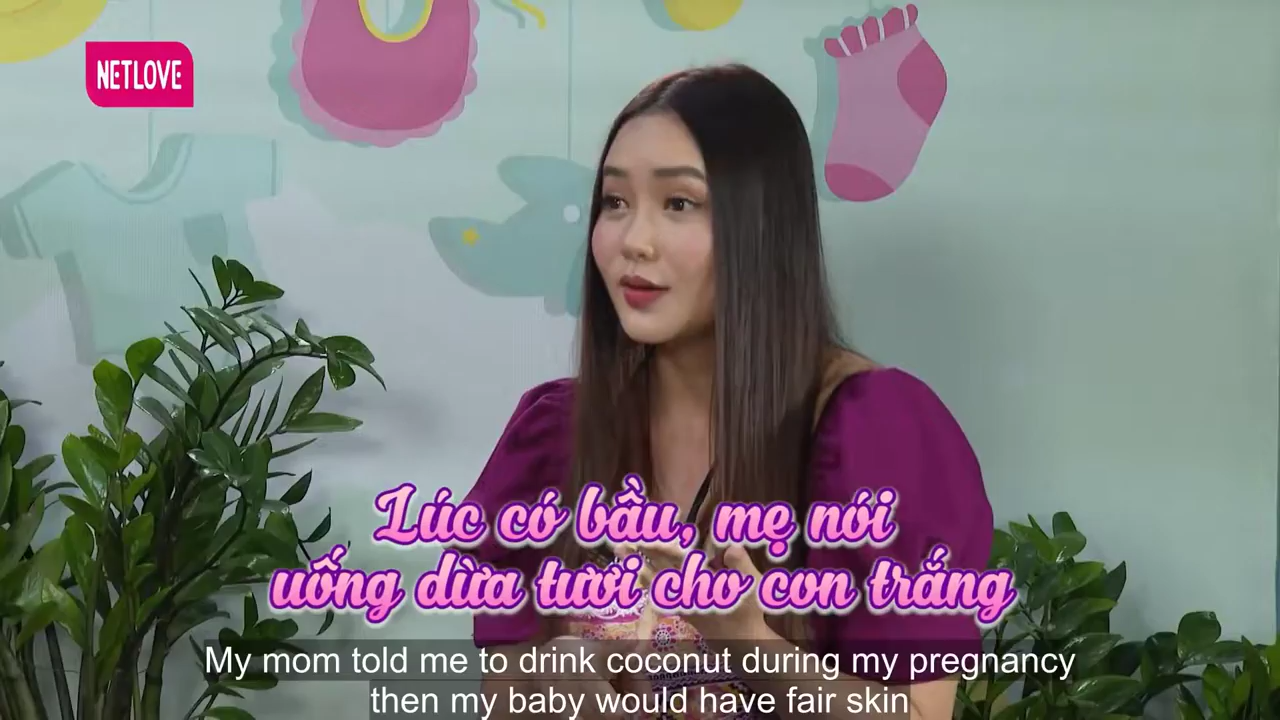 NETLOVE
Lúc có bầu, mẹ nói
uống dừa tươi cho con trắng
My mom told me to drink coconut during my pregnancy
then my baby would have fair skin